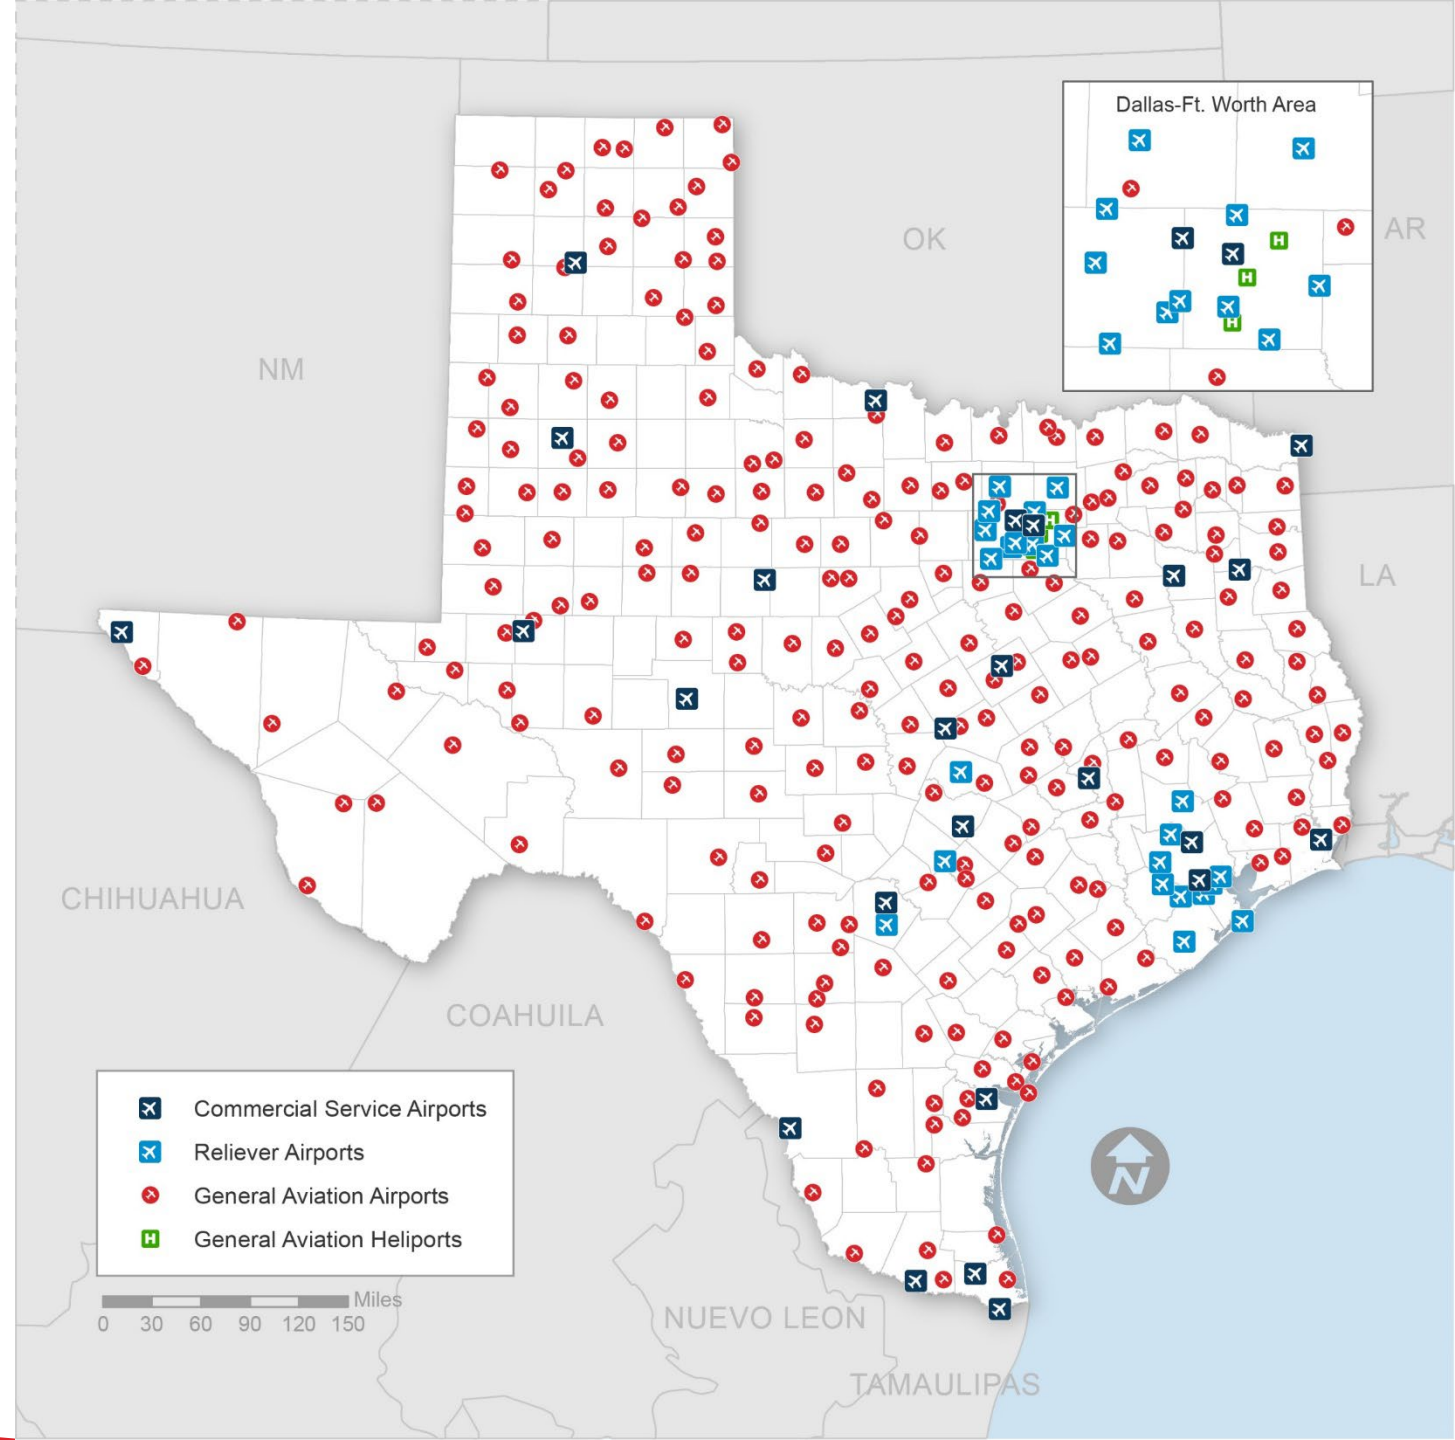 Dallas-Ft. Worth Area
OK
AR
NM
LA
CHIHUAHUA
COAHUILA
Commercial Service Airports
Reliever Airports
General Aviation Airports
H General Aviation Heliports
Miles
0 30 60 90 120 150
N
NUEVO LEON
TAMAULIPAS